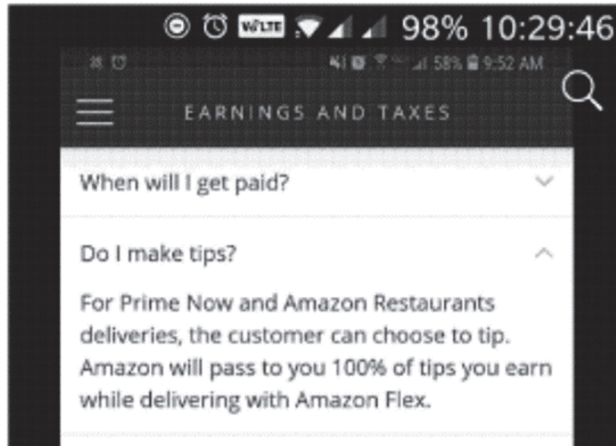 VoLTE 98% 10:29:46
58% 9:52 AM
EARNINGS AND TAXES
When will I get paid?
Do I make tips?
For Prime Now and Amazon Restaurants
deliveries, the customer can choose to tip.
Amazon will pass to you 100% of tips you earn
while delivering with Amazon Flex.